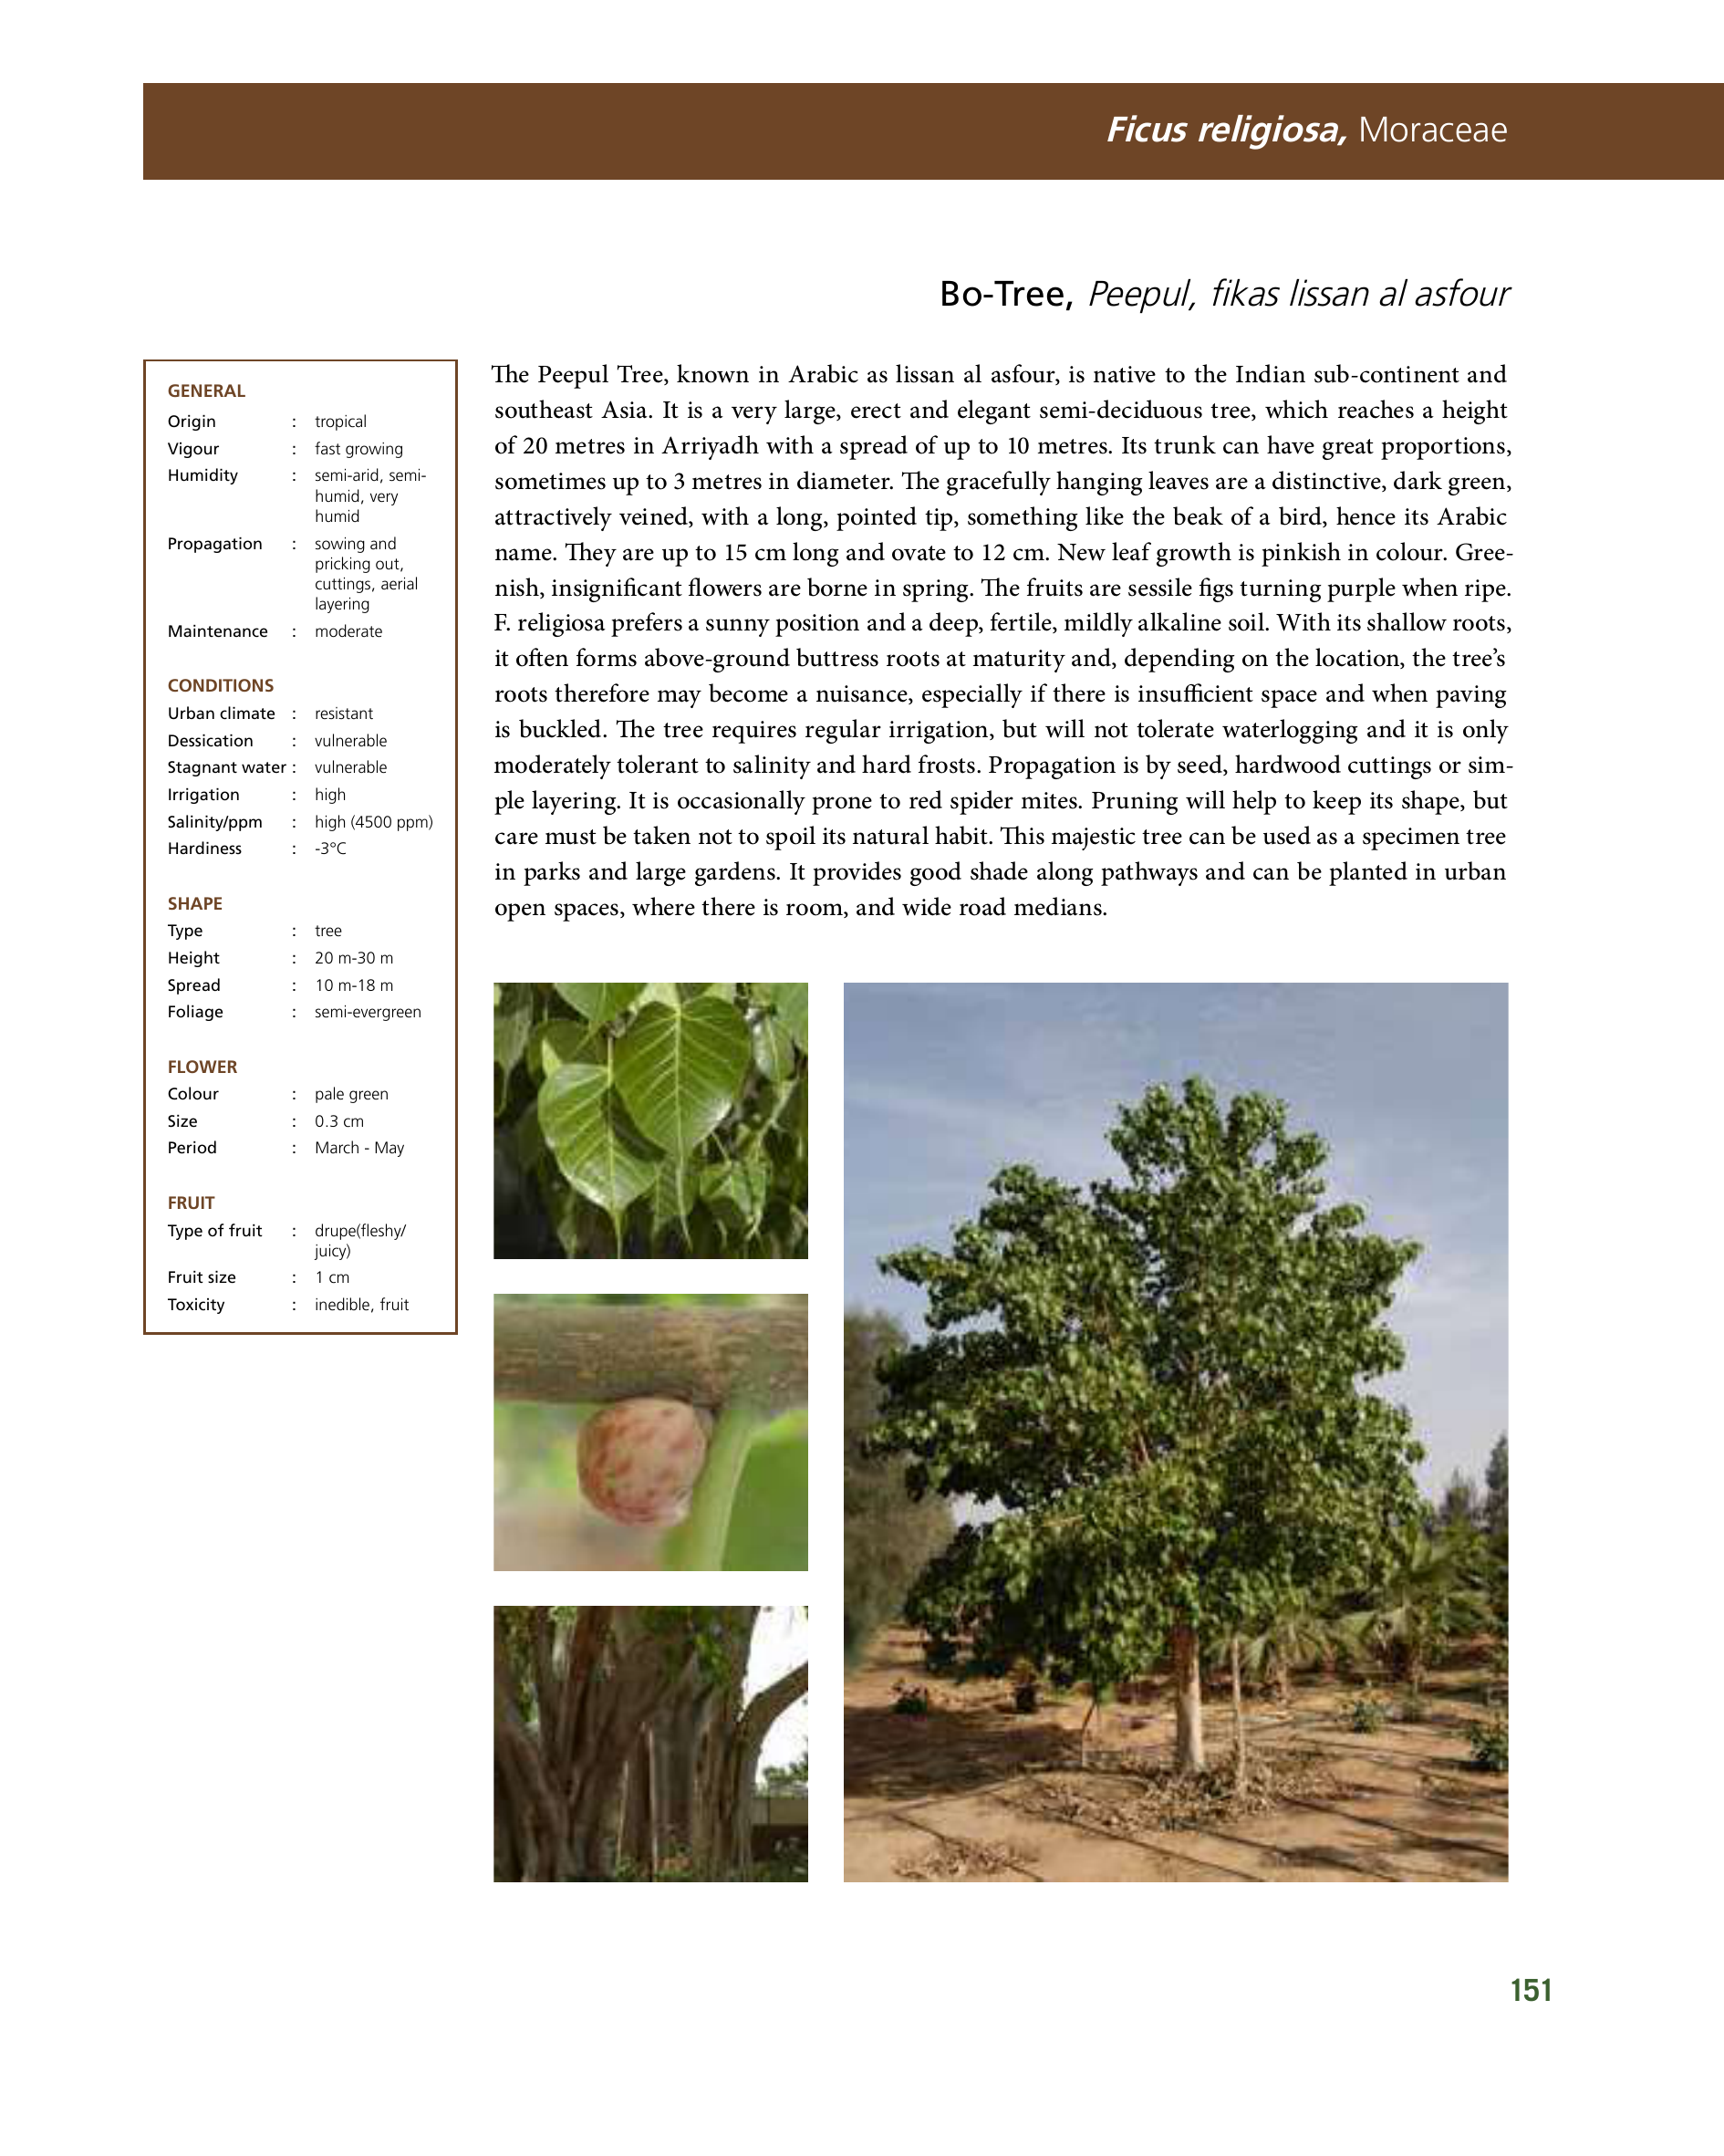 Ficus religiosa, Moraceae
Bo-Tree, Peepul, fikas lissan al asfour
GENERAL
Origin : tropical
Vigour : fast growing
Humidity : semi-arid, semi-
humid, very
humid
Propagation : sowing and
pricking out,
cuttings, aerial
layering
Maintenance : moderate
CONDITIONS
Urban climate : resistant
Dessication : vulnerable
Stagnant water : vulnerable
Irrigation : high
Salinity/ppm : high (4500 ppm)
Hardiness : -3°C
SHAPE
Type : tree
Height : 20 m-30 m
Spread : 10 m-18 m
Foliage : semi-evergreen
FLOWER
Colour : pale green
Size : 0.3 cm
Period : March - May
FRUIT
Type of fruit : drupe(fleshy/
juicy)
Fruit size : 1 cm
Toxicity : inedible, fruit
The Peepul Tree, known in Arabic as lissan al asfour, is native to the Indian sub-continent and
southeast Asia. It is a very large, erect and elegant semi-deciduous tree, which reaches a height
of 20 metres in Arriyadh with a spread of up to 10 metres. Its trunk can have great proportions,
sometimes up to 3 metres in diameter. The gracefully hanging leaves are a distinctive, dark green,
attractively veined, with a long, pointed tip, something like the beak of a bird, hence its Arabic
name. They are up to 15 cm long and ovate to 12 cm. New leaf growth is pinkish in colour. Gree-
nish, insignificant flowers are borne in spring. The fruits are sessile figs turning purple when ripe.
F. religiosa prefers a sunny position and a deep, fertile, mildly alkaline soil. With its shallow roots,
it often forms above-ground buttress roots at maturity and, depending on the location, the tree’s
roots therefore may become a nuisance, especially if there is insufficient space and when paving
is buckled. The tree requires regular irrigation, but will not tolerate waterlogging and it is only
moderately tolerant to salinity and hard frosts. Propagation is by seed, hardwood cuttings or sim-
ple layering. It is occasionally prone to red spider mites. Pruning will help to keep its shape, but
care must be taken not to spoil its natural habit. This majestic tree can be used as a specimen tree
in parks and large gardens. It provides good shade along pathways and can be planted in urban
open spaces, where there is room, and wide road medians.
151